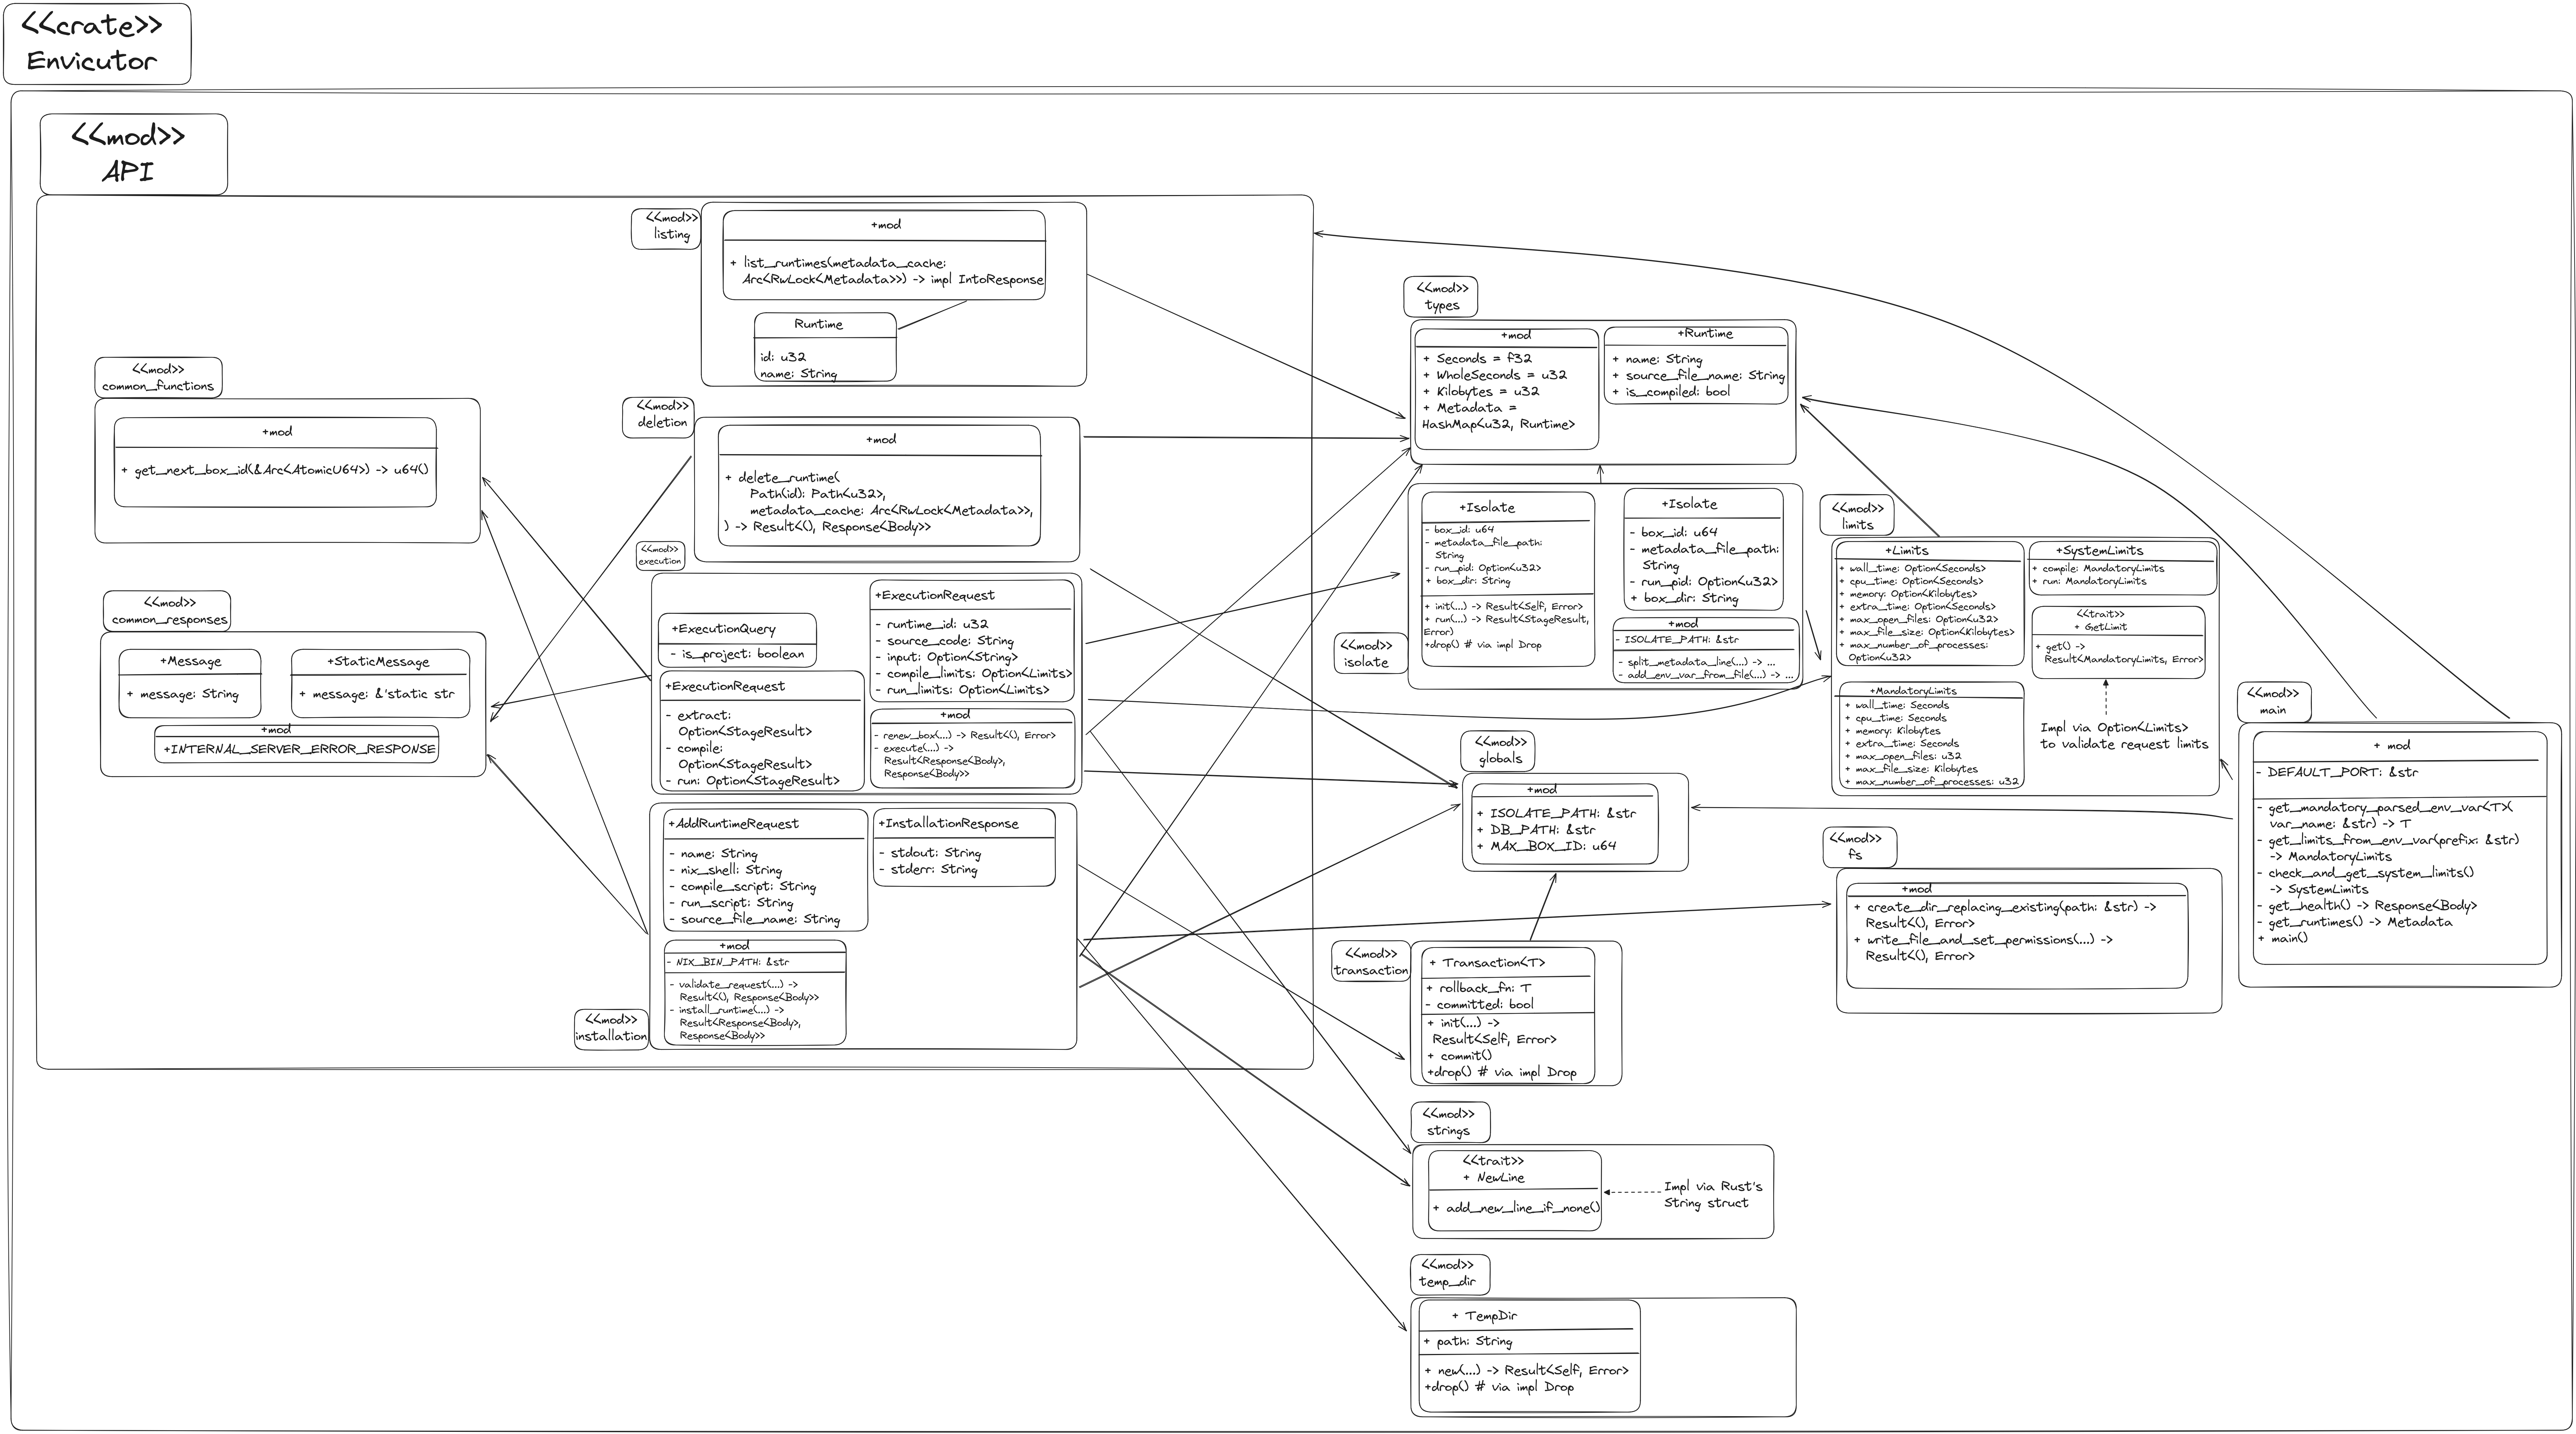 <<crate>>
Envicutor
<<mod>>
API
<<mod>>
listing
+mod
+ list_runtimes(metadata_cache:
Arc<RwLock<Metadata>>) -> impl IntoResponse
Runtime
id: u32
name: String
<<mod>>
common_functions
+mod
+ get_next_box_id(&Arc<AtomicU64>) -> u64()
<<mod>>
deletion
+mod
+ delete_runtime(
Path(id): Path<u32>,
metadata_cache: Arc<RwLock<Metadata>>,
) -> Result<(), Response<Body>>
<<mod>>
common_responses
+Message
+ message: String
+StaticMessage
+ message: &'static str
+mod
+INTERNAL_SERVER_ERROR_RESPONSE
<<mod>>
execution
+ExecutionQuery
- is_project: boolean
+ExecutionRequest
- runtime_id: u32
- source_code: String
- input: Option<String>
- compile_limits: Option<Limits>
- run_limits: Option<Limits>
+ExecutionRequest
- extract:
Option<StageResult>
- compile:
Option<StageResult>
- run: Option<StageResult>
+mod
- renew_box(...) -> Result<(), Error>
- execute(...) ->
Result<Response<Body>,
Response<Body>>
<<mod>>
installation
+AddRuntimeRequest
- name: String
- nix_shell: String
- compile_script: String
- run_script: String
- source_file_name: String
+InstallationResponse
- stdout: String
- stderr: String
+mod
- NIX_BIN_PATH: &str
- validate_request(...) ->
Result<(), Response<Body>>
- install_runtime(...) ->
Result<Response<Body>,
Response<Body>>
<<mod>>
types
+mod
+ Seconds = f32
+ WholeSeconds = u32
+ Kilobytes = u32
+ Metadata =
HashMap<u32, Runtime>
+Runtime
+ name: String
+ source_file_name: String
+ is_compiled: bool
<<mod>>
isolate
+Isolate
- box_id: u64
- metadata_file_path:
String
- run_pid: Option<u32>
+ box_dir: String
+ init(...) -> Result<Self, Error>
+ run(...) -> Result<StageResult,
Error)
+drop() # via impl Drop
+Isolate
- box_id: u64
- metadata_file_path:
String
- run_pid: Option<u32>
+ box_dir: String
+mod
- ISOLATE_PATH: &str
- split_metadata_line(...) -> ...
- add_env_var_from_file(...) -> ...
<<mod>>
limits
+Limits
+ wall_time: Option<Seconds>
+ cpu_time: Option<Seconds>
+ memory: Option<Kilobytes>
+ extra_time: Option<Seconds>
+ max_open_files: Option<u32>
+ max_file_size: Option<Kilobytes>
+ max_number_of_processes:
Option<u32>
+SystemLimits
+ compile: MandatoryLimits
+ run: MandatoryLimits
<<trait>>
+ GetLimit
+ get() ->
Result<MandatoryLimits, Error>
Impl via Option<Limits>
to validate request limits
+MandatoryLimits
+ wall_time: Seconds
+ cpu_time: Seconds
+ memory: Kilobytes
+ extra_time: Seconds
+ max_open_files: u32
+ max_file_size: Kilobytes
+ max_number_of_processes: u32
<<mod>>
main
+ mod
- DEFAULT_PORT: &str
- get_mandatory_parsed_env_var<T>(
var_name: &str) -> T
- get_limits_from_env_var(prefix: &str)
-> MandatoryLimits
- check_and_get_system_limits()
-> SystemLimits
- get_health() -> Response<Body>
- get_runtimes() -> Metadata
+ main()
<<mod>>
globals
+mod
+ ISOLATE_PATH: &str
+ DB_PATH: &str
+ MAX_BOX_ID: u64
<<mod>>
fs
+mod
+ create_dir_replacing_existing(path: &str) ->
Result<(), Error>
+ write_file_and_set_permissions(...) ->
Result<(), Error>
<<mod>>
transaction
+ Transaction<T>
+ rollback_fn: T
- committed: bool
+ init(...) ->
Result<Self, Error>
+ commit()
+drop() # via impl Drop
<<mod>>
strings
<<trait>>
+ NewLine
+ add_new_line_if_none()
Impl via Rust's
String struct
<<mod>>
temp_dir
+ TempDir
+ path: String
+ new(...) -> Result<Self, Error>
+drop() # via impl Drop